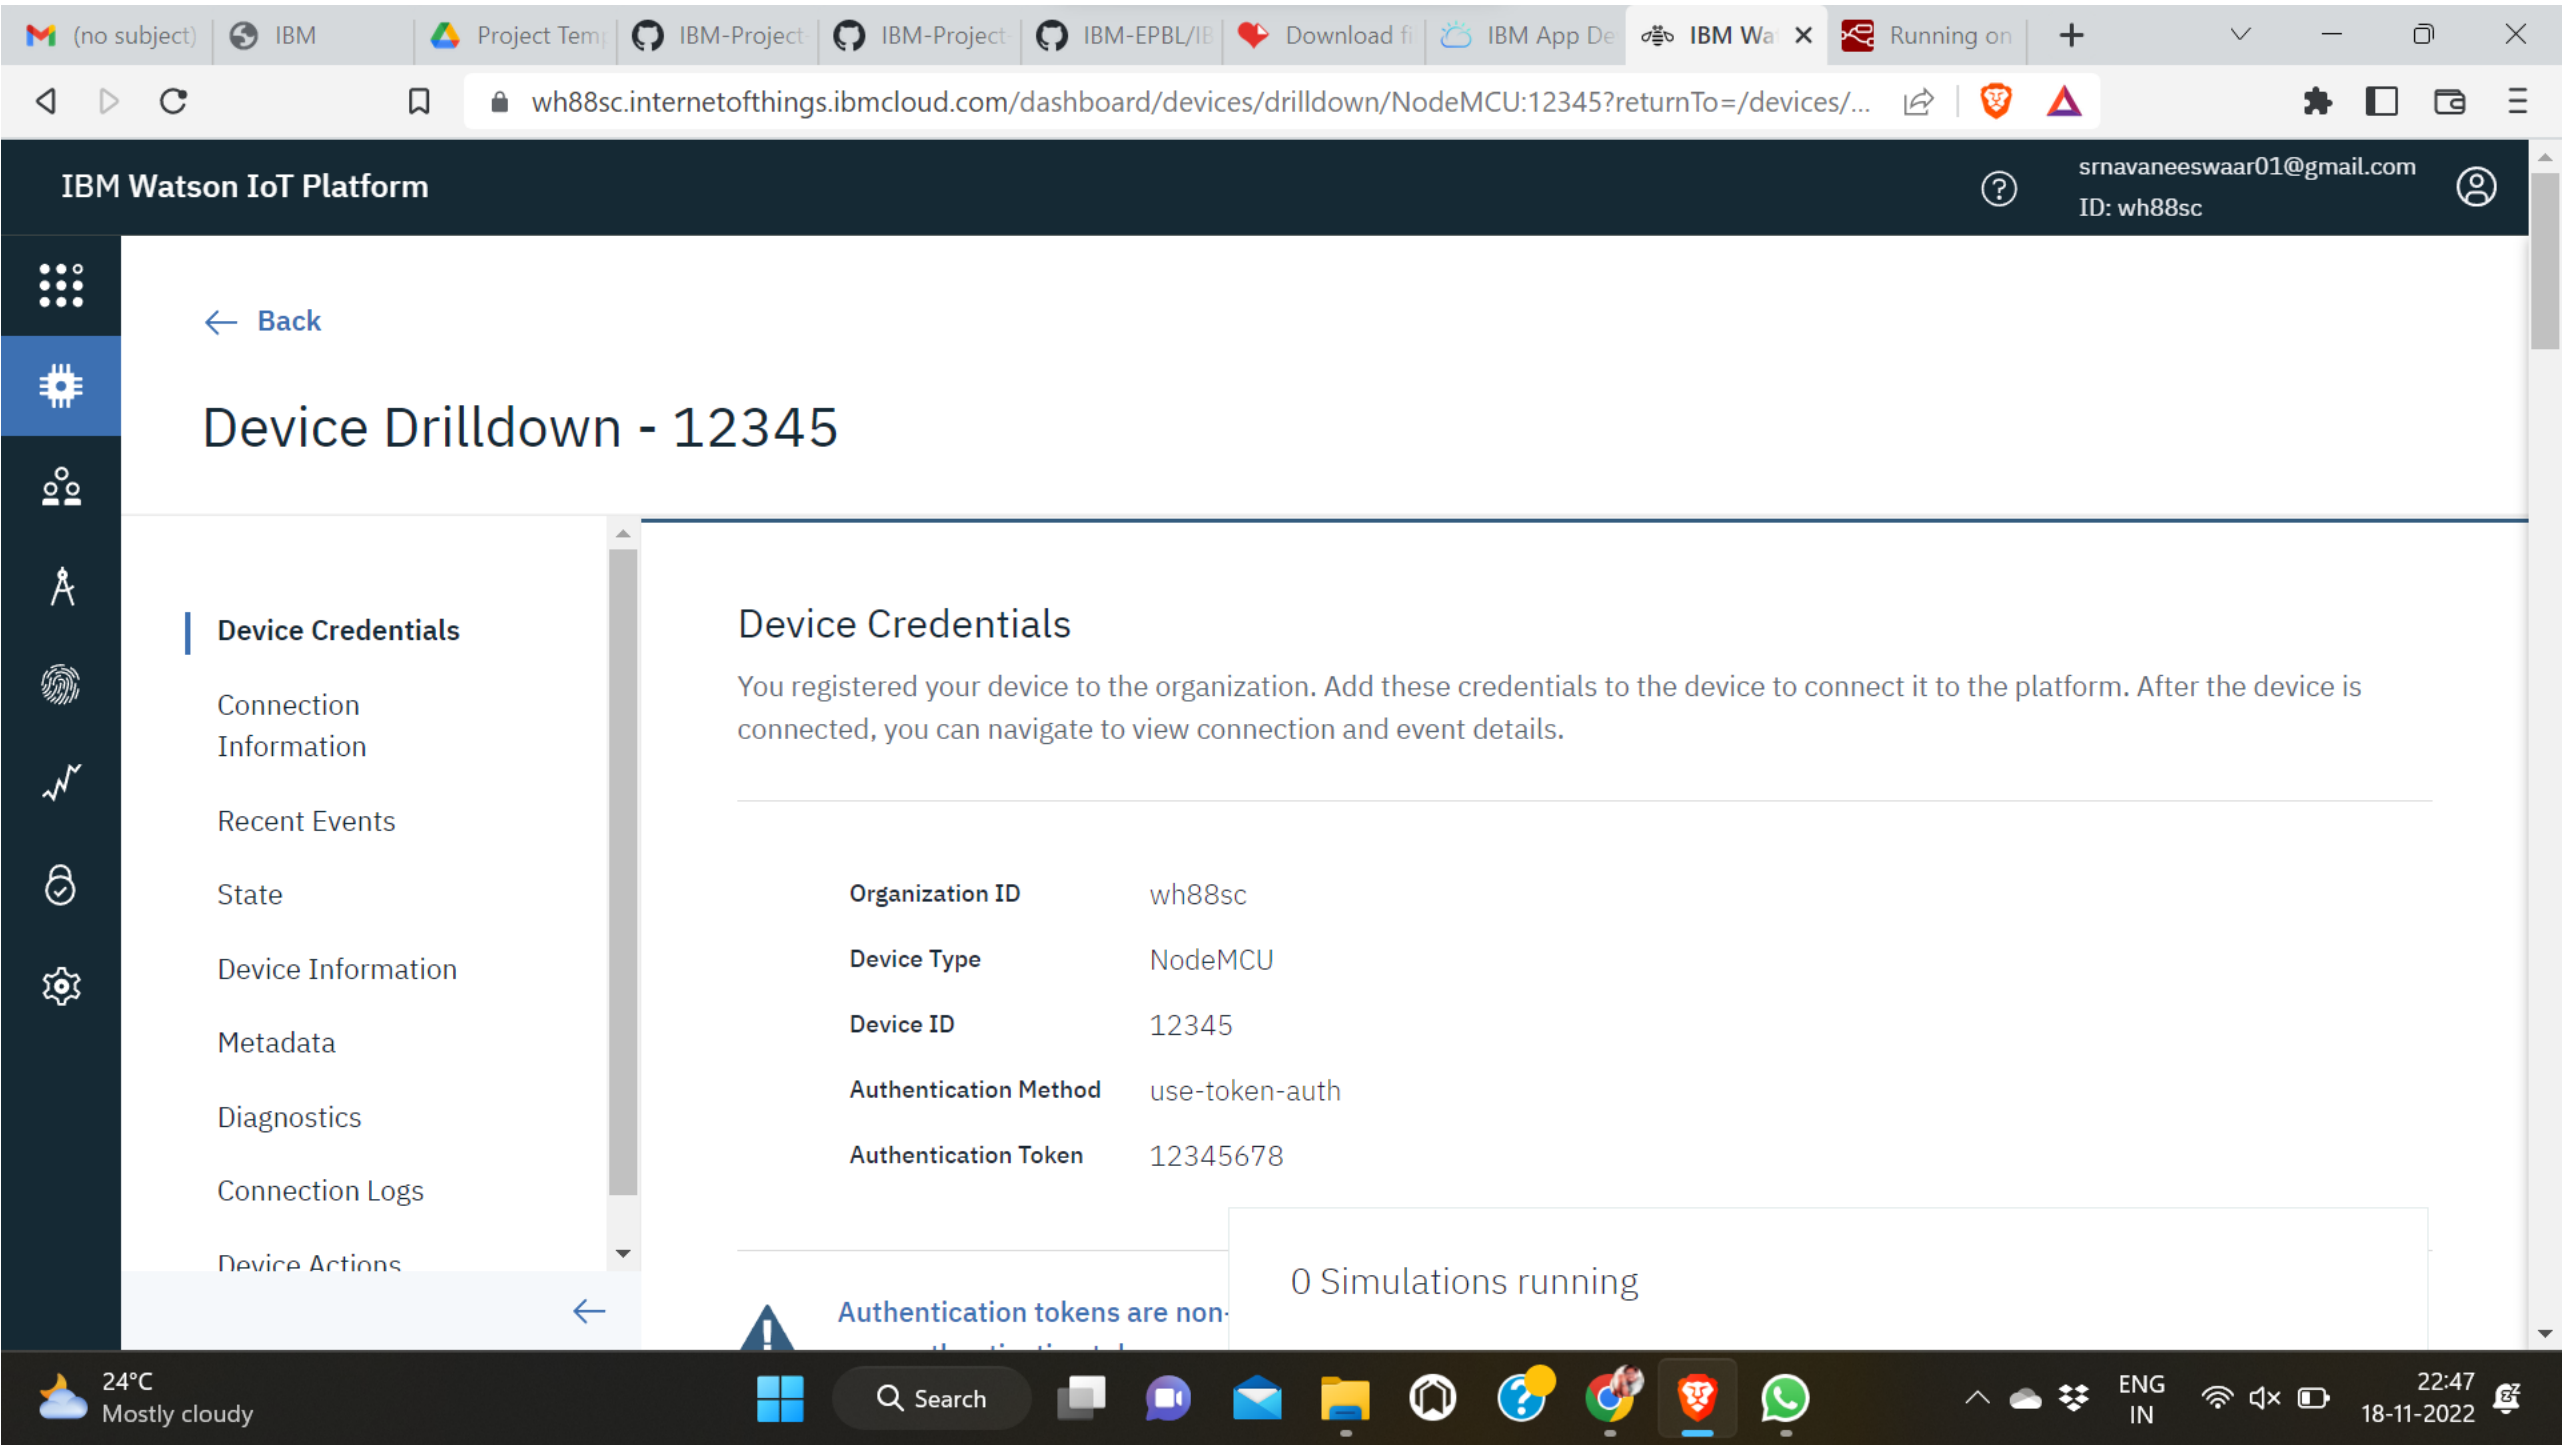 (no subject)
IBM
Project Temp
IBM-Project-
IBM-Project-
IBM-EPBL/IB
Download fi
IBM App De
IBM Wa
Running on
wh88sc.internetofthings.ibmcloud.com/dashboard/devices/drilldown/NodeMCU:12345?returnTo=/devices/...
IBM Watson IoT Platform
srnavaneeswaar01@gmail.com
ID: wh88sc
Back
Device Drilldown - 12345
Device Credentials
Connection
Information
Recent Events
State
Device Information
Metadata
Diagnostics
Connection Logs
Device Actions
Device Credentials
You registered your device to the organization. Add these credentials to the device to connect it to the platform. After the device is
connected, you can navigate to view connection and event details.
Organization ID wh88sc
Device Type NodeMCU
Device ID 12345
Authentication Method use-token-auth
Authentication Token 12345678
Authentication tokens are non-
0 Simulations running
24°C
Mostly cloudy
Search
ENG
IN
22:47
18-11-2022